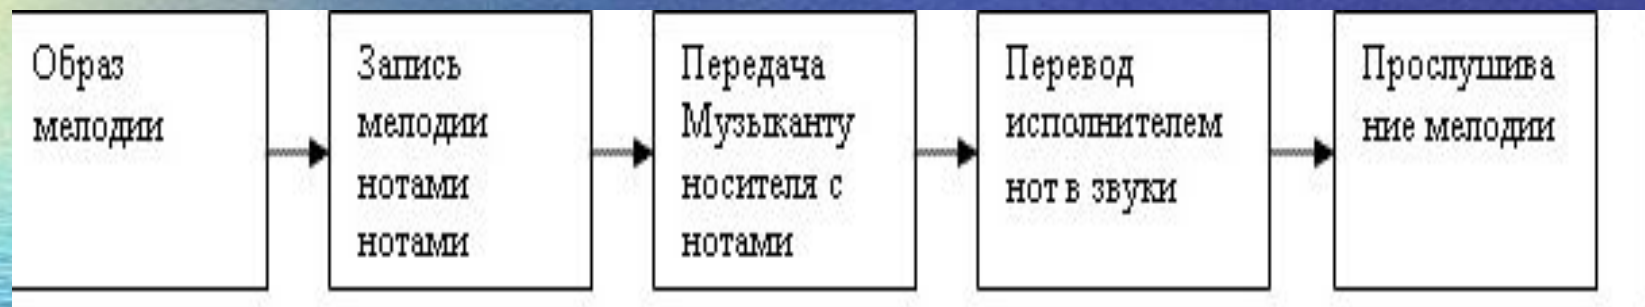 Образ
мелодии
Запись
мелодии
нотами
нотами
Передача
Музыканту
носителя с
нотами
Перевод
исполнителем
нот в звуки
Прослушива
ние мелодии